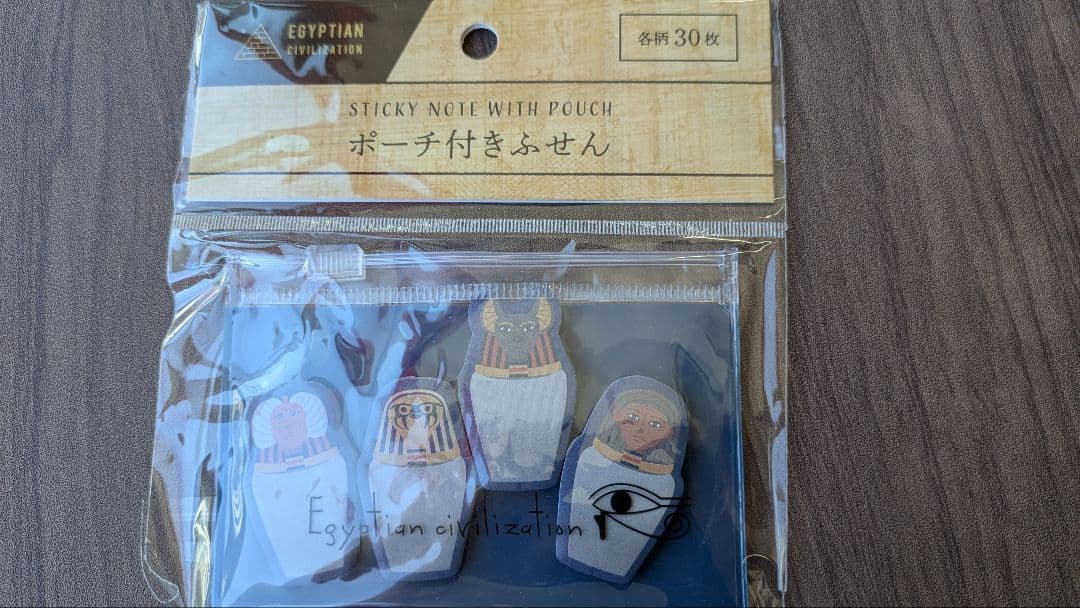 EGYPTIAN
CIVILIZATION
各柄30枚
STICKY NOTE WITH POUCH
ポーチ付きふせん
Egyptian civilization